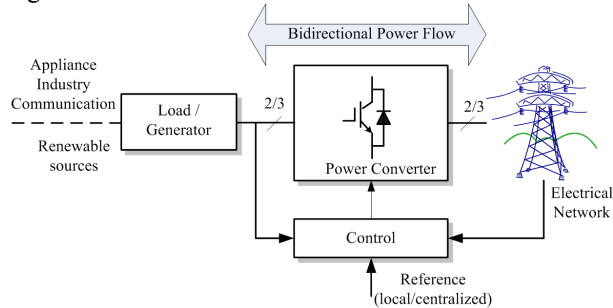 Bidirectional Power Flow
Appliance
Industry
Communication
Renewable
sources
Load /
Generator
2/3
Power Converter
2/3
Electrical
Network
Control
Reference
(local/centralized)